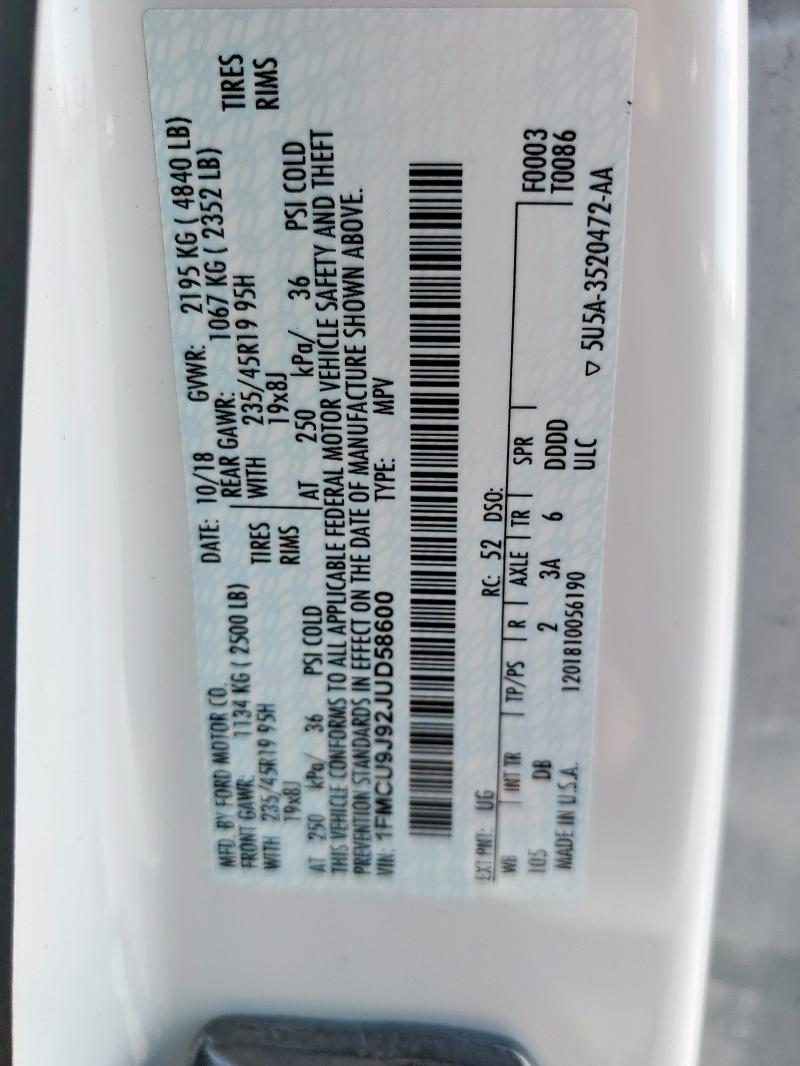 MFD. BY FORD MOTOR CO.
DATE: 10/18 GVWR: 2195 KG ( 4840 LB)
FRONT GAWR: 1134 KG ( 2500 LB) REAR GAWR: 1067 KG ( 2352 LB)
WITH 235/45R19 95H TIRES WITH 235/45R19 95H TIRES
19x8J RIMS 19x8J RIMS
AT 250 kPa/ 36 PSI COLD AT 250 kPa/ 36 PSI COLD
THIS VEHICLE CONFORMS TO ALL APPLICABLE FEDERAL MOTOR VEHICLE SAFETY AND THEFT
PREVENTION STANDARDS IN EFFECT ON THE DATE OF MANUFACTURE SHOWN ABOVE.
VIN: 1FMCU9J92JUD58600 TYPE: MPV
EXT PNT: UG RC: 52 DSO:
WB INT TR TP/PS R AXLE TR SPR F0003
105 DB 2 3A 6 DDDD T0086
MADE IN U.S.A. 1201810056190 ULC ▽ 5U5A-3520472-AA